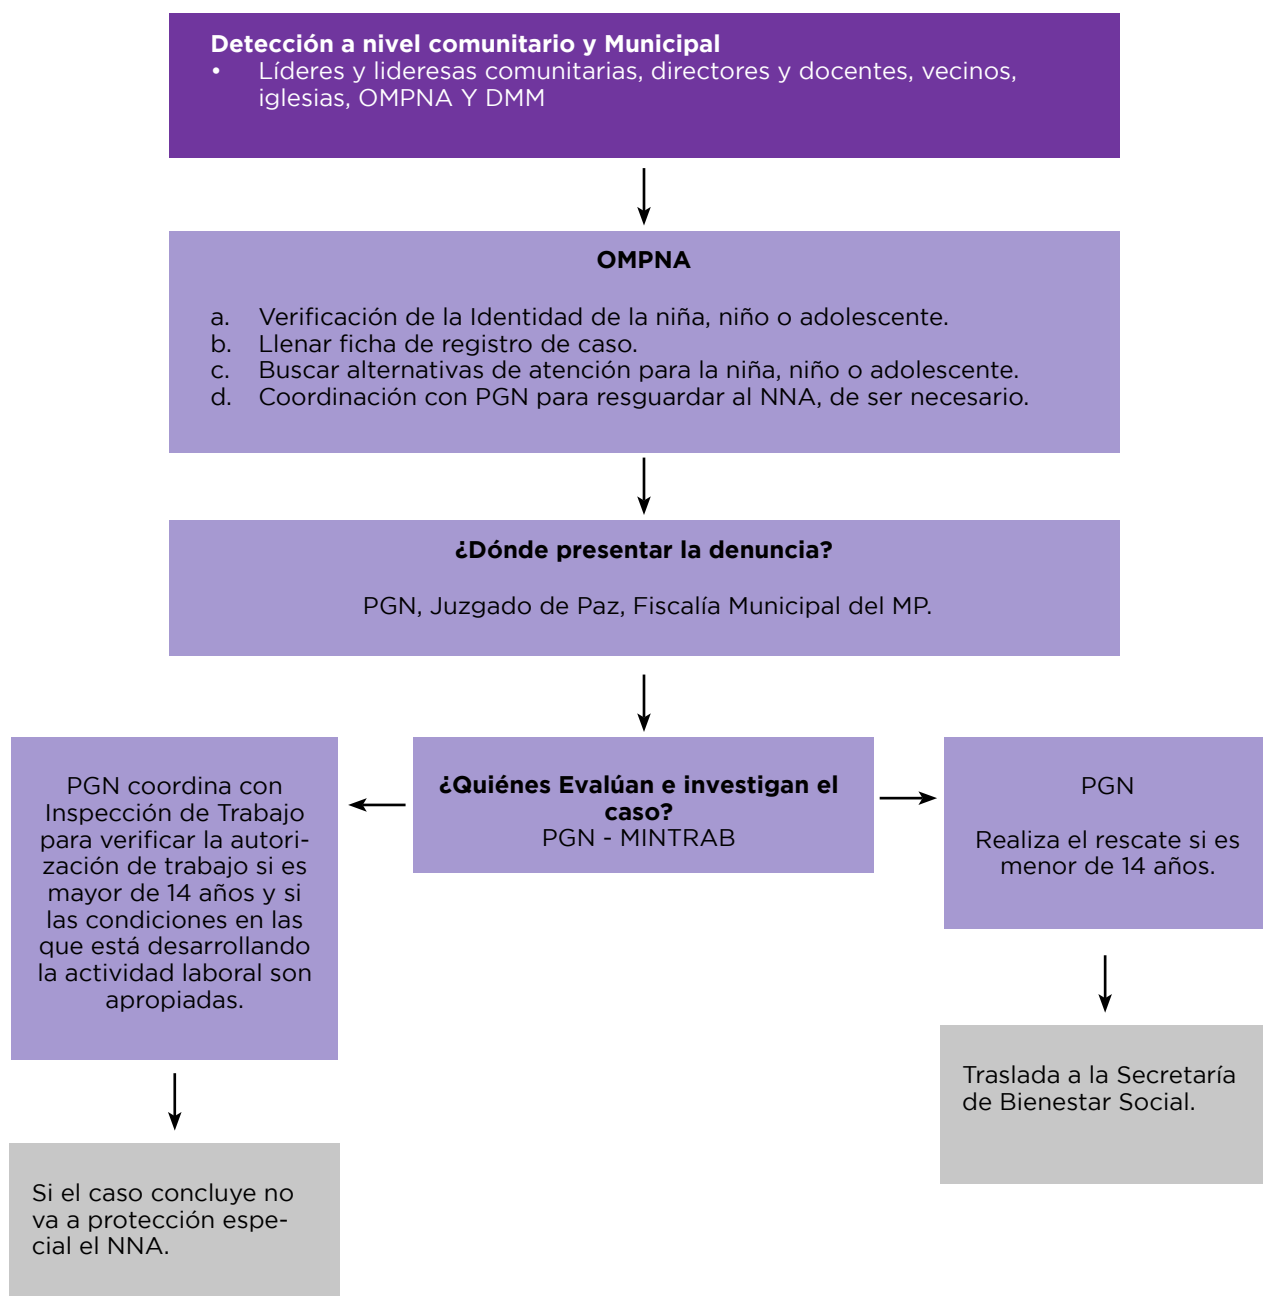 Detección a nivel comunitario y Municipal
• Líderes y lideresas comunitarias, directores y docentes, vecinos,
iglesias, OMPNA Y DMM
OMPNA
a. Verificación de la Identidad de la niña, niño o adolescente.
b. Llenar ficha de registro de caso.
c. Buscar alternativas de atención para la niña, niño o adolescente.
d. Coordinación con PGN para resguardar al NNA, de ser necesario.
¿Dónde presentar la denuncia?
PGN, Juzgado de Paz, Fiscalía Municipal del MP.
PGN coordina con
Inspección de Trabajo
para verificar la autori-
zación de trabajo si es
mayor de 14 años y si
las condiciones en las
que está desarrollando
la actividad laboral son
apropiadas.
¿Quiénes Evalúan e investigan el
caso?
PGN - MINTRAB
PGN
Realiza el rescate si es
menor de 14 años.
Traslada a la Secretaría
de Bienestar Social.
Si el caso concluye no
va a protección espe-
cial el NNA.